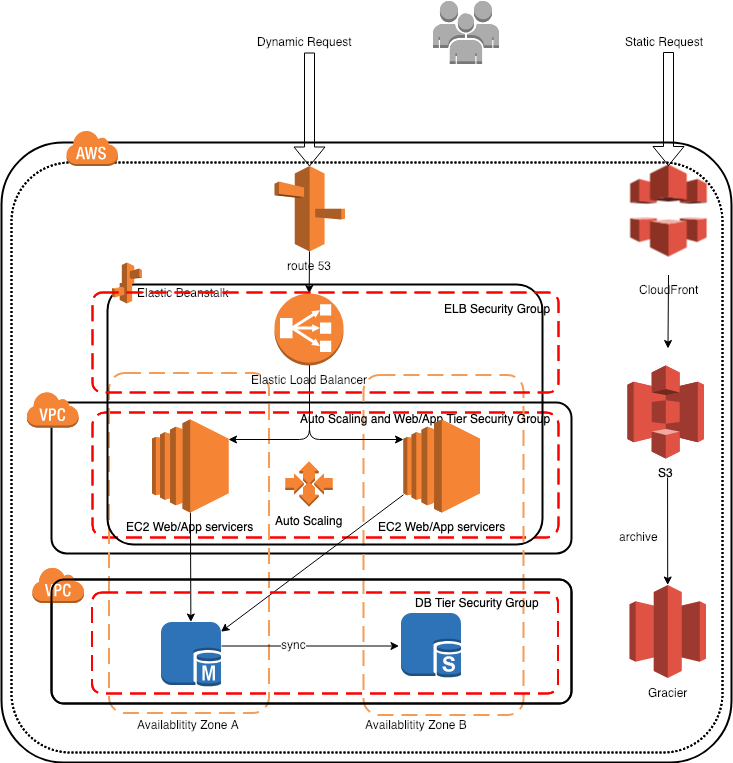 Dynamic Request
Static Request
AWS
route 53
Elastic Beanstalk
CloudFront
ELB Security Group
Elastic Load Balancer
VPC
Auto Scaling and Web/App Tier Security Group
S3
EC2 Web/App servicers
Auto Scaling
EC2 Web/App servicers
archive
VPC
DB Tier Security Group
sync
M
S
Gracier
Availablitity Zone A
Availablitity Zone B